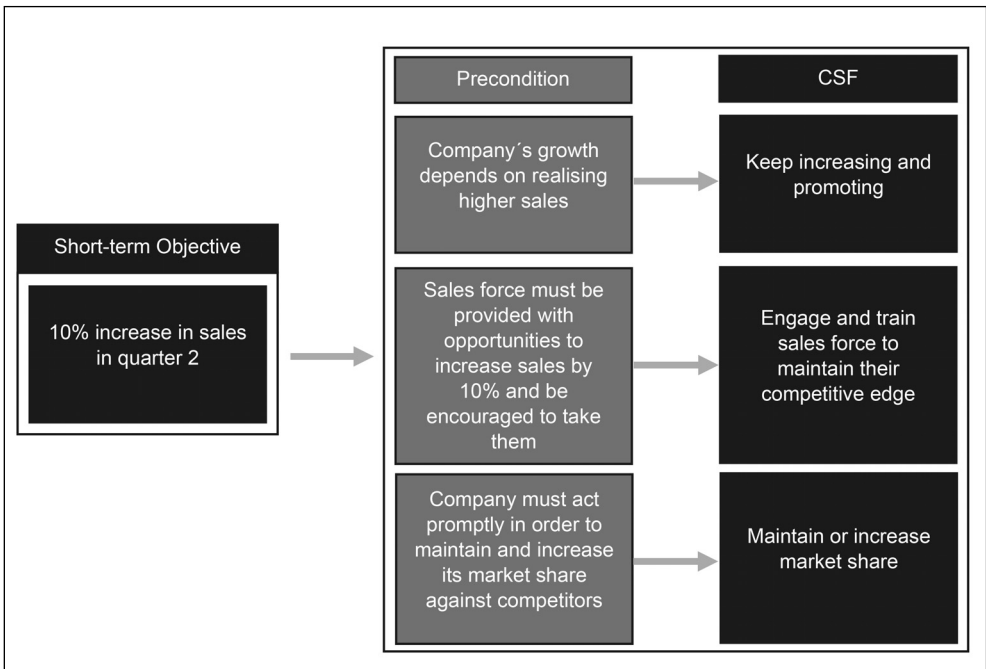 Precondition
CSF
Company´s growth
depends on realising
higher sales
Keep increasing and
promoting
Short-term Objective
10% increase in sales
in quarter 2
Sales force must be
provided with
opportunities to
increase sales by
10% and be
encouraged to take
them
Engage and train
sales force to
maintain their
competitive edge
Company must act
promptly in order to
maintain and increase
its market share
against competitors
Maintain or increase
market share